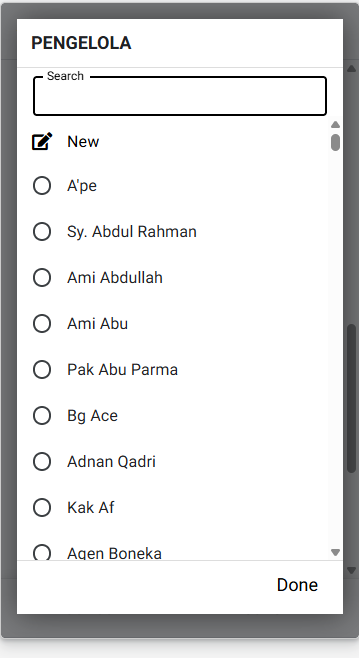 PENGELOLA
Search
New
A'pe
Sy. Abdul Rahman
Ami Abdullah
Ami Abu
Pak Abu Parma
Bg Ace
Adnan Qadri
Kak Af
Agen Boneka
Done